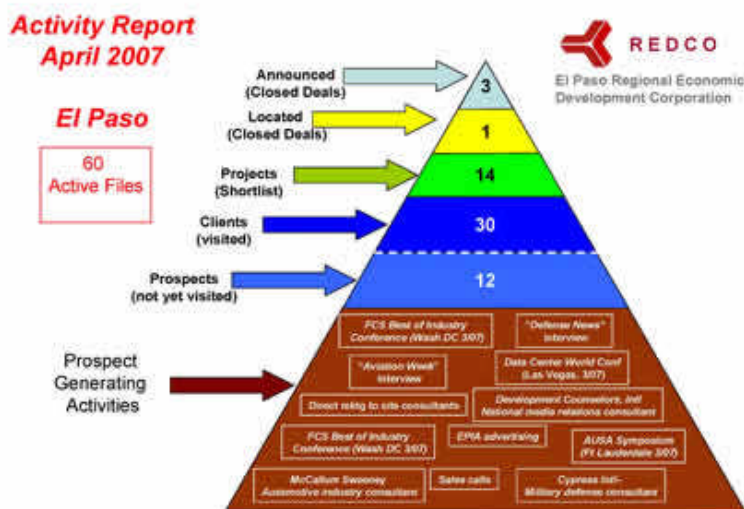 Activity Report
April 2007
REDCO
El Paso Regional Economic
Development Corporation
El Paso
60
Active Files
Announced
(Closed Deals)
3
Located
(Closed Deals)
1
Projects
(Shortlist)
14
Clients
(visited)
30
Prospects
(not yet visited)
12
Prospect
Generating
Activities
FCS Best of Industry
Conference (Wash DC 3/07)
"Defense News"
Interview
"Aviation Week"
Interview
Data Center World Conf
(Las Vegas, 3/07)
Direct mktg to site consultants
Development Counselors, Intl
National media relations consultant
FCS Best of Industry
Conference (Wash DC 3/07)
EPIA advertising
AUSA Symposium
(Ft Lauderdale 3/07)
McCallum Sweeney
Automotive industry consultant
Sales calls
Cypress Intl-
Military defense consultant